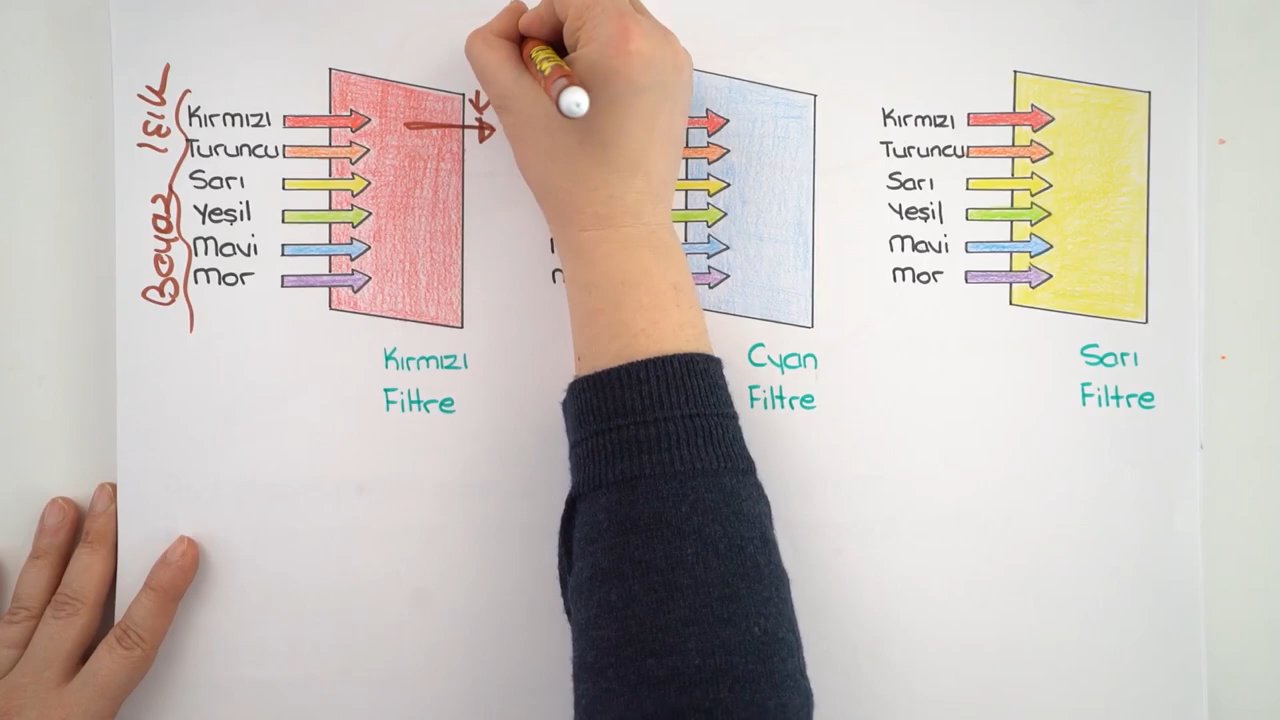 Beyaz Işık
Kırmızı
Turuncu
Sarı
Yeşil
Mavi
Mor
Kırmızı
Filtre
K
Cyan
Filtre
Kırmızı
Turuncu
Sarı
Yeşil
Mavi
Mor
Sarı
Filtre